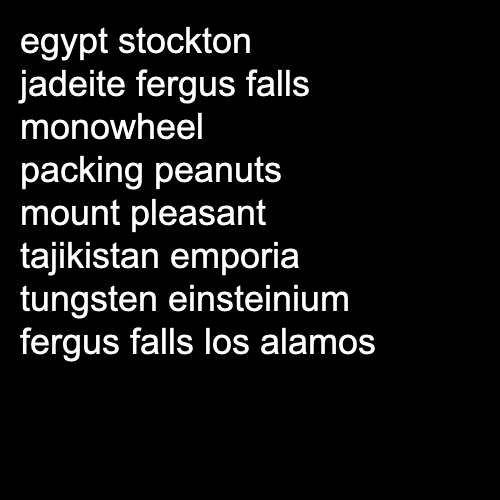 egypt stockton
jadeite fergus falls
monowheel
packing peanuts
mount pleasant
tajikistan emporia
tungsten einsteinium
fergus falls los alamos